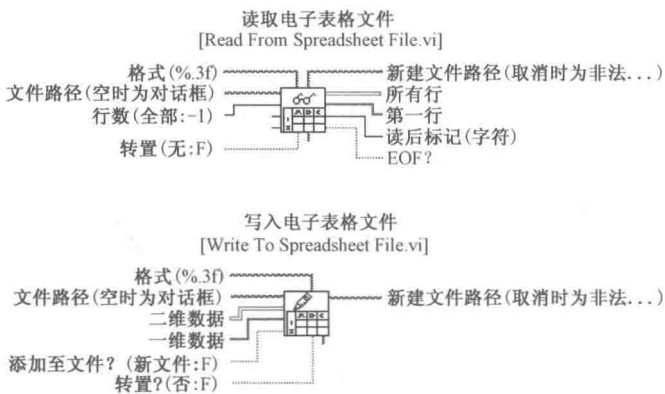 读取电子表格文件
[Read From Spreadsheet File.vi]
格式(%.3f)
新建文件路径(取消时为非法...)
文件路径(空时为对话框)
所有行
行数(全部:-1)
第一行
读后标记(字符)
转置(无:F)
EOF?
写入电子表格文件
[Write To Spreadsheet File.vi]
格式(%.3f)
文件路径(空时为对话框)
新建文件路径(取消时为非法...)
二维数据
一维数据
添加至文件？(新文件:F)
转置?(否:F)